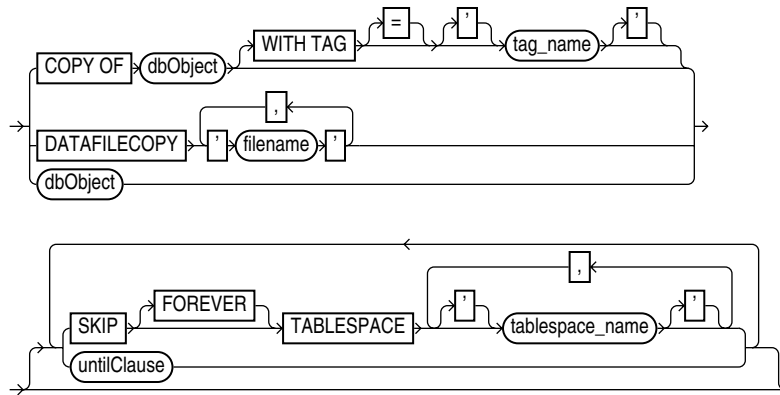 = ' '
WITH TAG tag_name
COPY OF dbObject
,
DATAFILECOPY ' filename '
dbObject
,
FOREVER ' '
SKIP TABLESPACE tablespace_name
untilClause